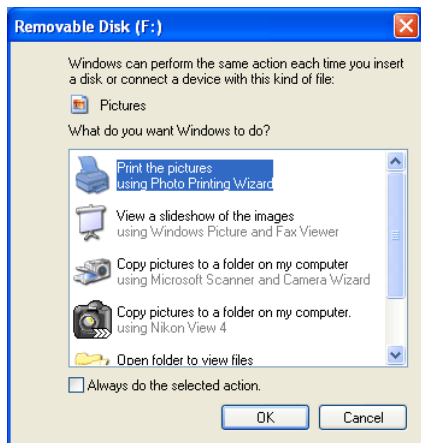 Removable Disk (F:)
Windows can perform the same action each time you insert
a disk or connect a device with this kind of file:
Pictures
What do you want Windows to do?
Print the pictures
using Photo Printing Wizard
View a slideshow of the images
using Windows Picture and Fax Viewer
Copy pictures to a folder on my computer
using Microsoft Scanner and Camera Wizard
Copy pictures to a folder on my computer.
using Nikon View 4
Open folder to view files
Always do the selected action.
OK
Cancel